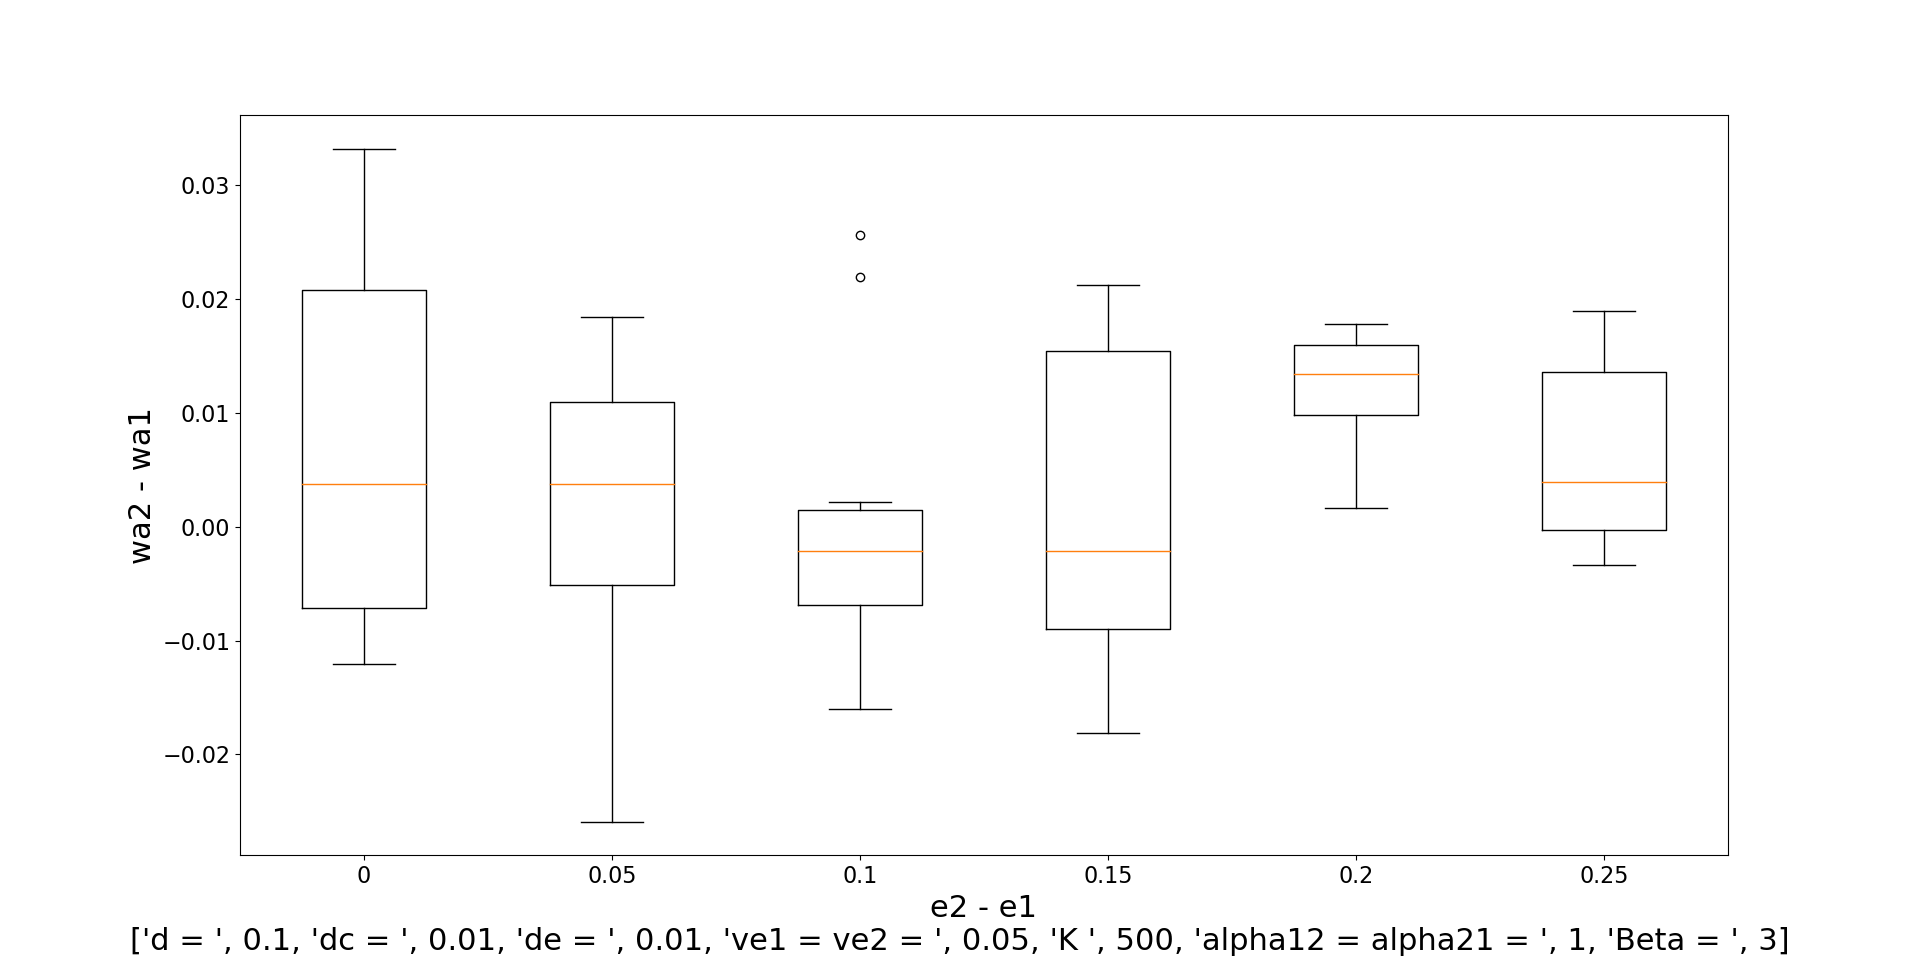 0.03
0.02
0.01
0.00
−0.01
−0.02
wa2 - wa1
0 0.05 0.1 0.15 0.2 0.25
e2 - e1
['d = ', 0.1, 'dc = ', 0.01, 'de = ', 0.01, 've1 = ve2 = ', 0.05, 'K ', 500, 'alpha12 = alpha21 = ', 1, 'Beta = ', 3]